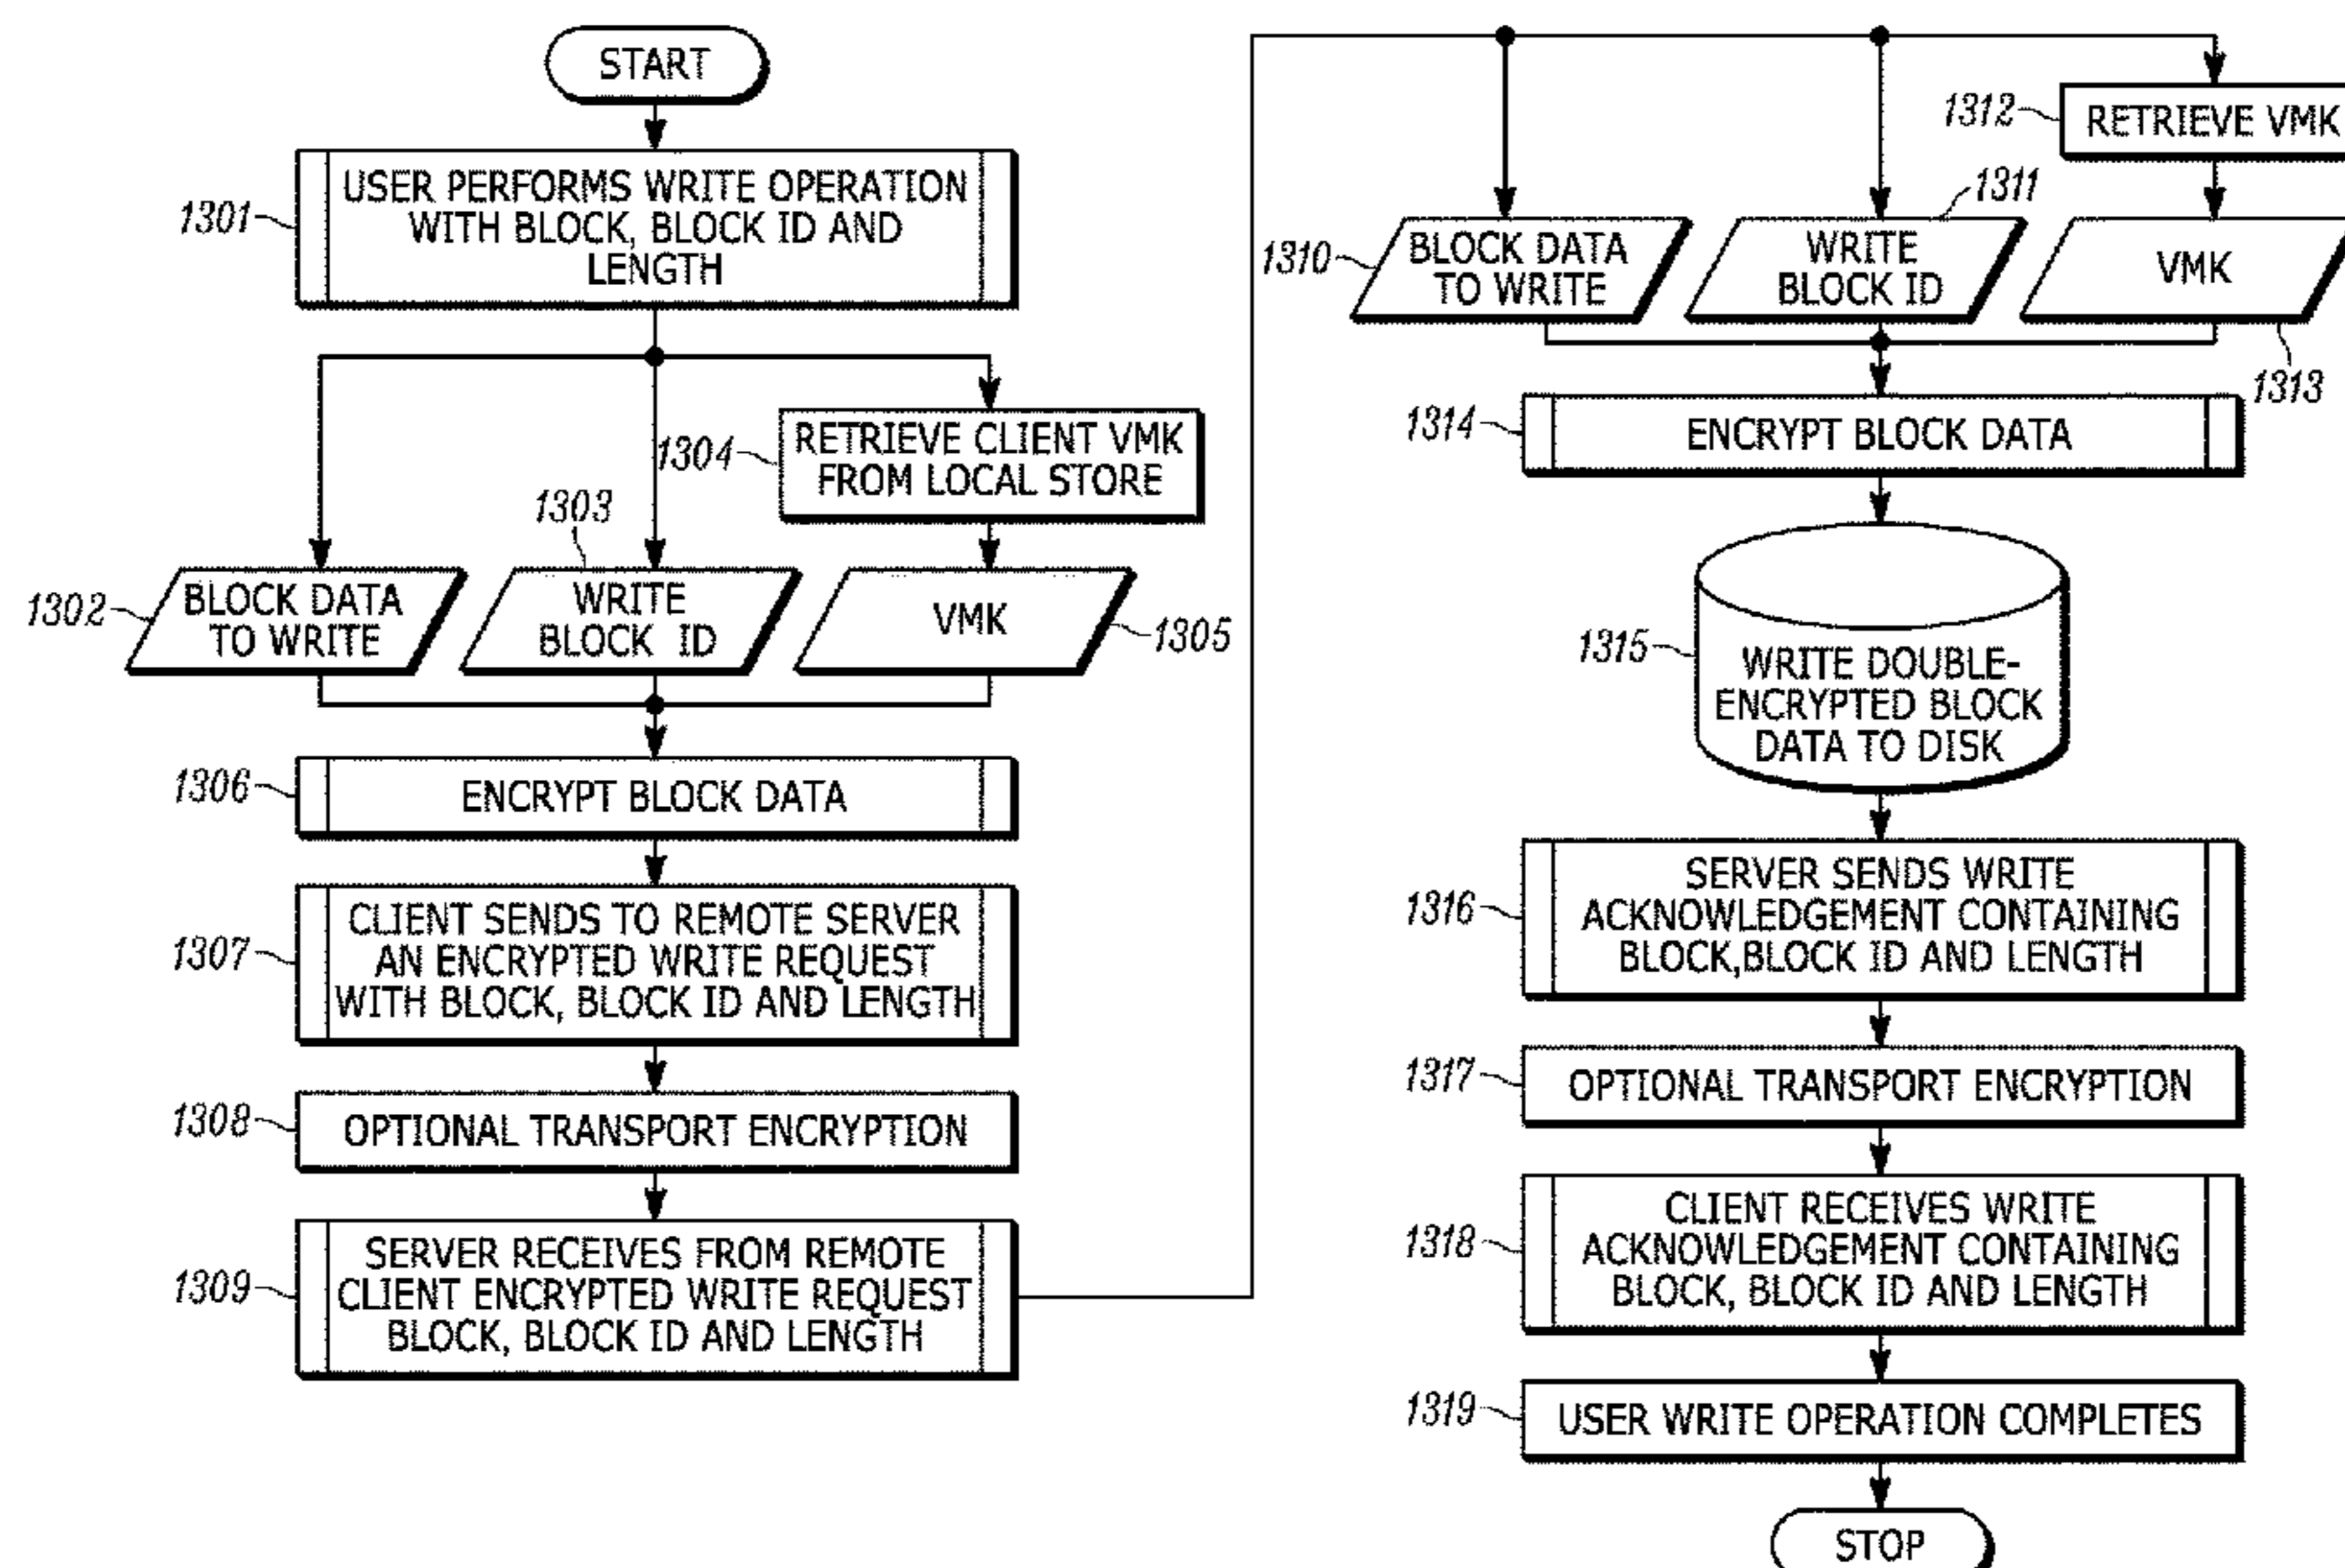 START
1301
USER PERFORMS WRITE OPERATION
WITH BLOCK, BLOCK ID AND
LENGTH
1304
RETRIEVE CLIENT VMK
FROM LOCAL STORE
1303
1302
BLOCK DATA
TO WRITE
WRITE
BLOCK ID
VMK
1305
1306
ENCRYPT BLOCK DATA
1307
CLIENT SENDS TO REMOTE SERVER
AN ENCRYPTED WRITE REQUEST
WITH BLOCK, BLOCK ID AND LENGTH
1308
OPTIONAL TRANSPORT ENCRYPTION
1309
SERVER RECEIVES FROM REMOTE
CLIENT ENCRYPTED WRITE REQUEST
BLOCK, BLOCK ID AND LENGTH
1312
RETRIEVE VMK
1311
1310
BLOCK DATA
TO WRITE
WRITE
BLOCK ID
VMK
1313
1314
ENCRYPT BLOCK DATA
1315
WRITE DOUBLE-
ENCRYPTED BLOCK
DATA TO DISK
1316
SERVER SENDS WRITE
ACKNOWLEDGEMENT CONTAINING
BLOCK,BLOCK ID AND LENGTH
1317
OPTIONAL TRANSPORT ENCRYPTION
1318
CLIENT RECEIVES WRITE
ACKNOWLEDGEMENT CONTAINING
BLOCK, BLOCK ID AND LENGTH
1319
USER WRITE OPERATION COMPLETES
STOP